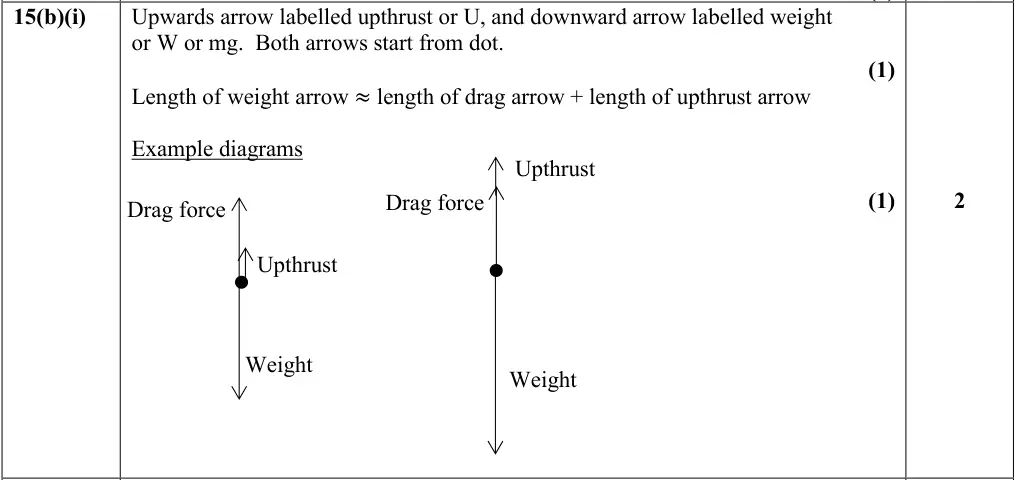 15(b)(i)
Upwards arrow labelled upthrust or U, and downward arrow labelled weight
or W or mg.  Both arrows start from dot.
(1)
Length of weight arrow ≈ length of drag arrow + length of upthrust arrow
Example diagrams
Upthrust
Drag force
Drag force
(1)
2
Upthrust
Weight
Weight